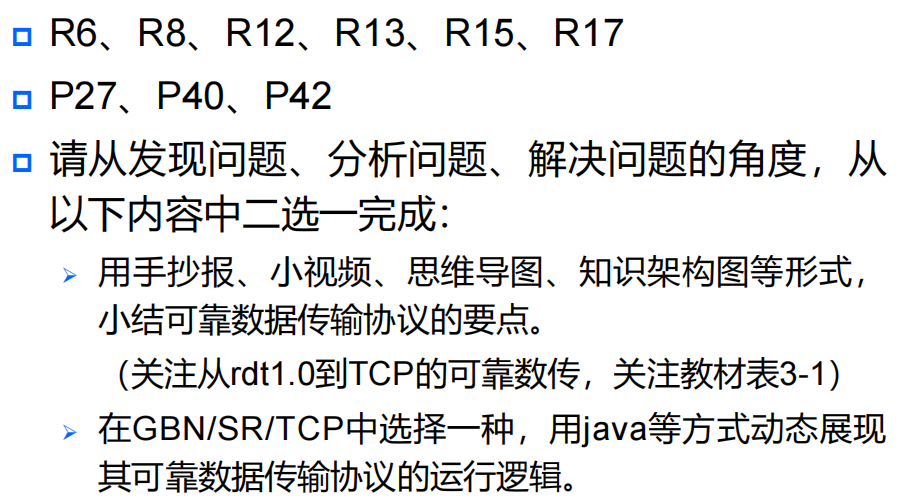 R6、R8、R12、R13、R15、R17
P27、P40、P42
请从发现问题、分析问题、解决问题的角度，从
以下内容中二选一完成：
用手抄报、小视频、思维导图、知识架构图等形式，
小结可靠数据传输协议的要点。
（关注从rdt1.0到TCP的可靠数传，关注教材表3-1）
在GBN/SR/TCP中选择一种，用java等方式动态展现
其可靠数据传输协议的运行逻辑。